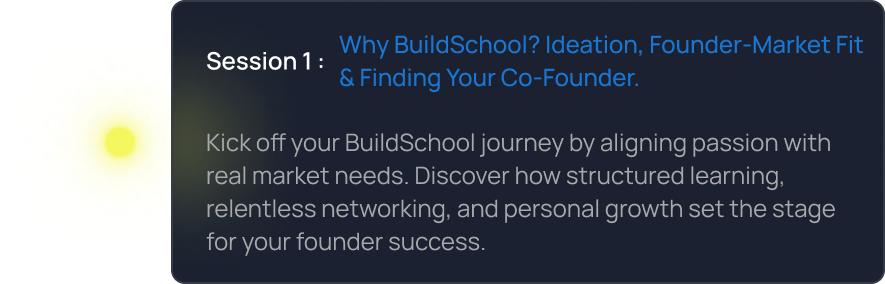 Session 1 :
Why BuildSchool? Ideation, Founder-Market Fit
& Finding Your Co-Founder.
Kick off your BuildSchool journey by aligning passion with
real market needs. Discover how structured learning,
relentless networking, and personal growth set the stage
for your founder success.